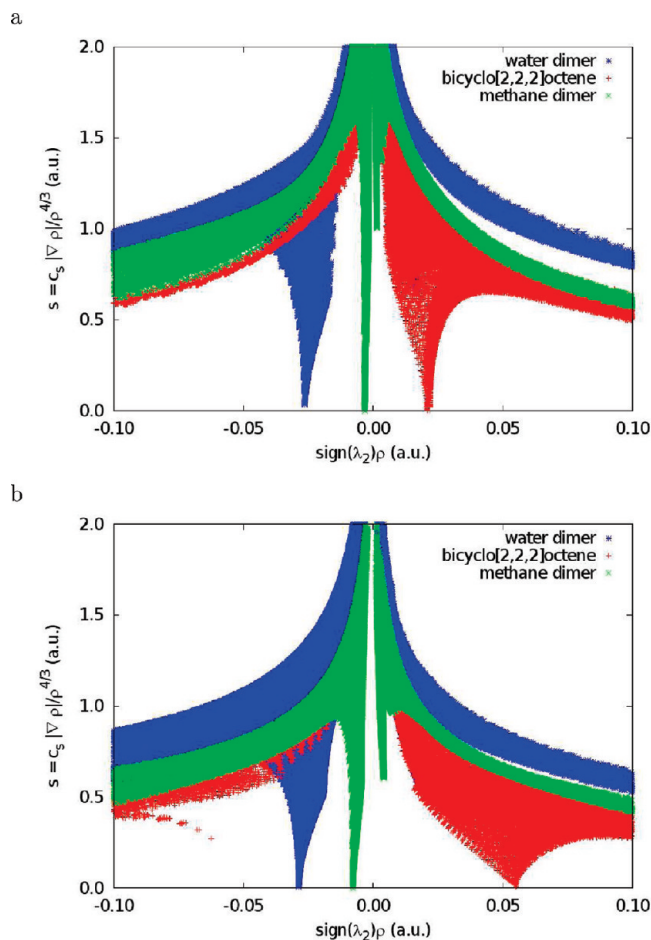 a
2.0
1.5
1.0
0.5
0.0
s = c_s |∇ ρ|/ρ^{4/3} (a.u.)
water dimer
bicyclo[2,2,2]octene
methane dimer
-0.10 -0.05 0.00 0.05 0.10
sign(λ₂)ρ (a.u.)
b
2.0
1.5
1.0
0.5
0.0
s = c_s |∇ ρ|/ρ^{4/3} (a.u.)
water dimer
bicyclo[2,2,2]octene
methane dimer
-0.10 -0.05 0.00 0.05 0.10
sign(λ₂)ρ (a.u.)